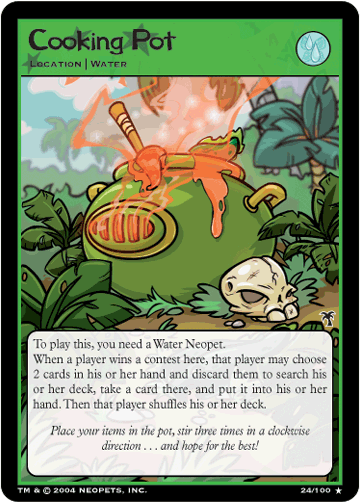 Cooking Pot
Location | Water
To play this, you need a Water Neopet.
When a player wins a contest here, that player may choose
2 cards in his or her hand and discard them to search his
or her deck, take a card there, and put it into his or her
hand. Then that player shuffles his or her deck.
Place your items in the pot, stir three times in a clockwise
direction . . . and hope for the best!
TM & © 2004 NEOPETS, INC.
24/100 ★